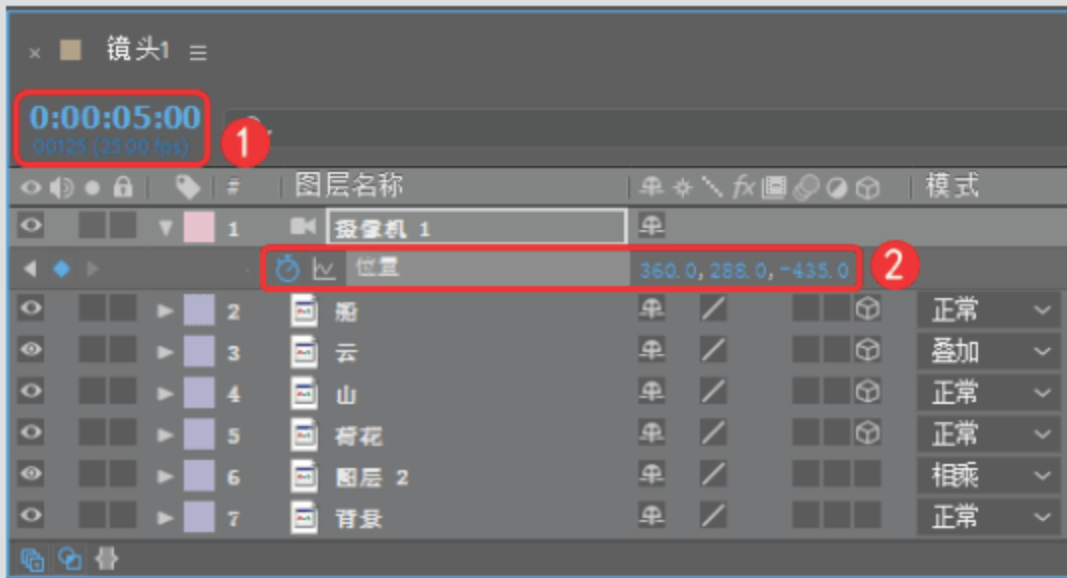 × 镜头1 ≡
0:00:05:00
00125 (25.00 fps)
1
# 图层名称 fx 模式
1 摄像机 1
位置 360.0, 288.0, -435.0 2
2 船 正常
3 云 叠加
4 山 正常
5 荷花 正常
6 图层 2 相乘
7 背景 正常